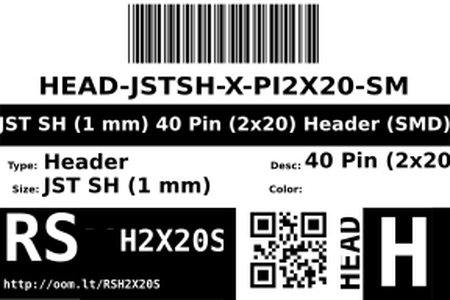 HEAD-JSTSH-X-PI2X20-SM
JST SH (1 mm) 40 Pin (2x20) Header (SMD)
Type: Header
Desc: 40 Pin (2x20
Size: JST SH (1 mm)
Color:
RS H2X20S
HEAD
H
http://oom.lt/RSH2X20S